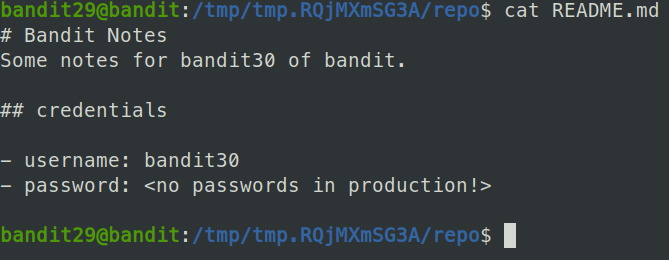 bandit29@bandit:/tmp/tmp.RQjMXmSG3A/repo$ cat README.md
# Bandit Notes
Some notes for bandit30 of bandit.
## credentials
- username: bandit30
- password: <no passwords in production!>
bandit29@bandit:/tmp/tmp.RQjMXmSG3A/repo$